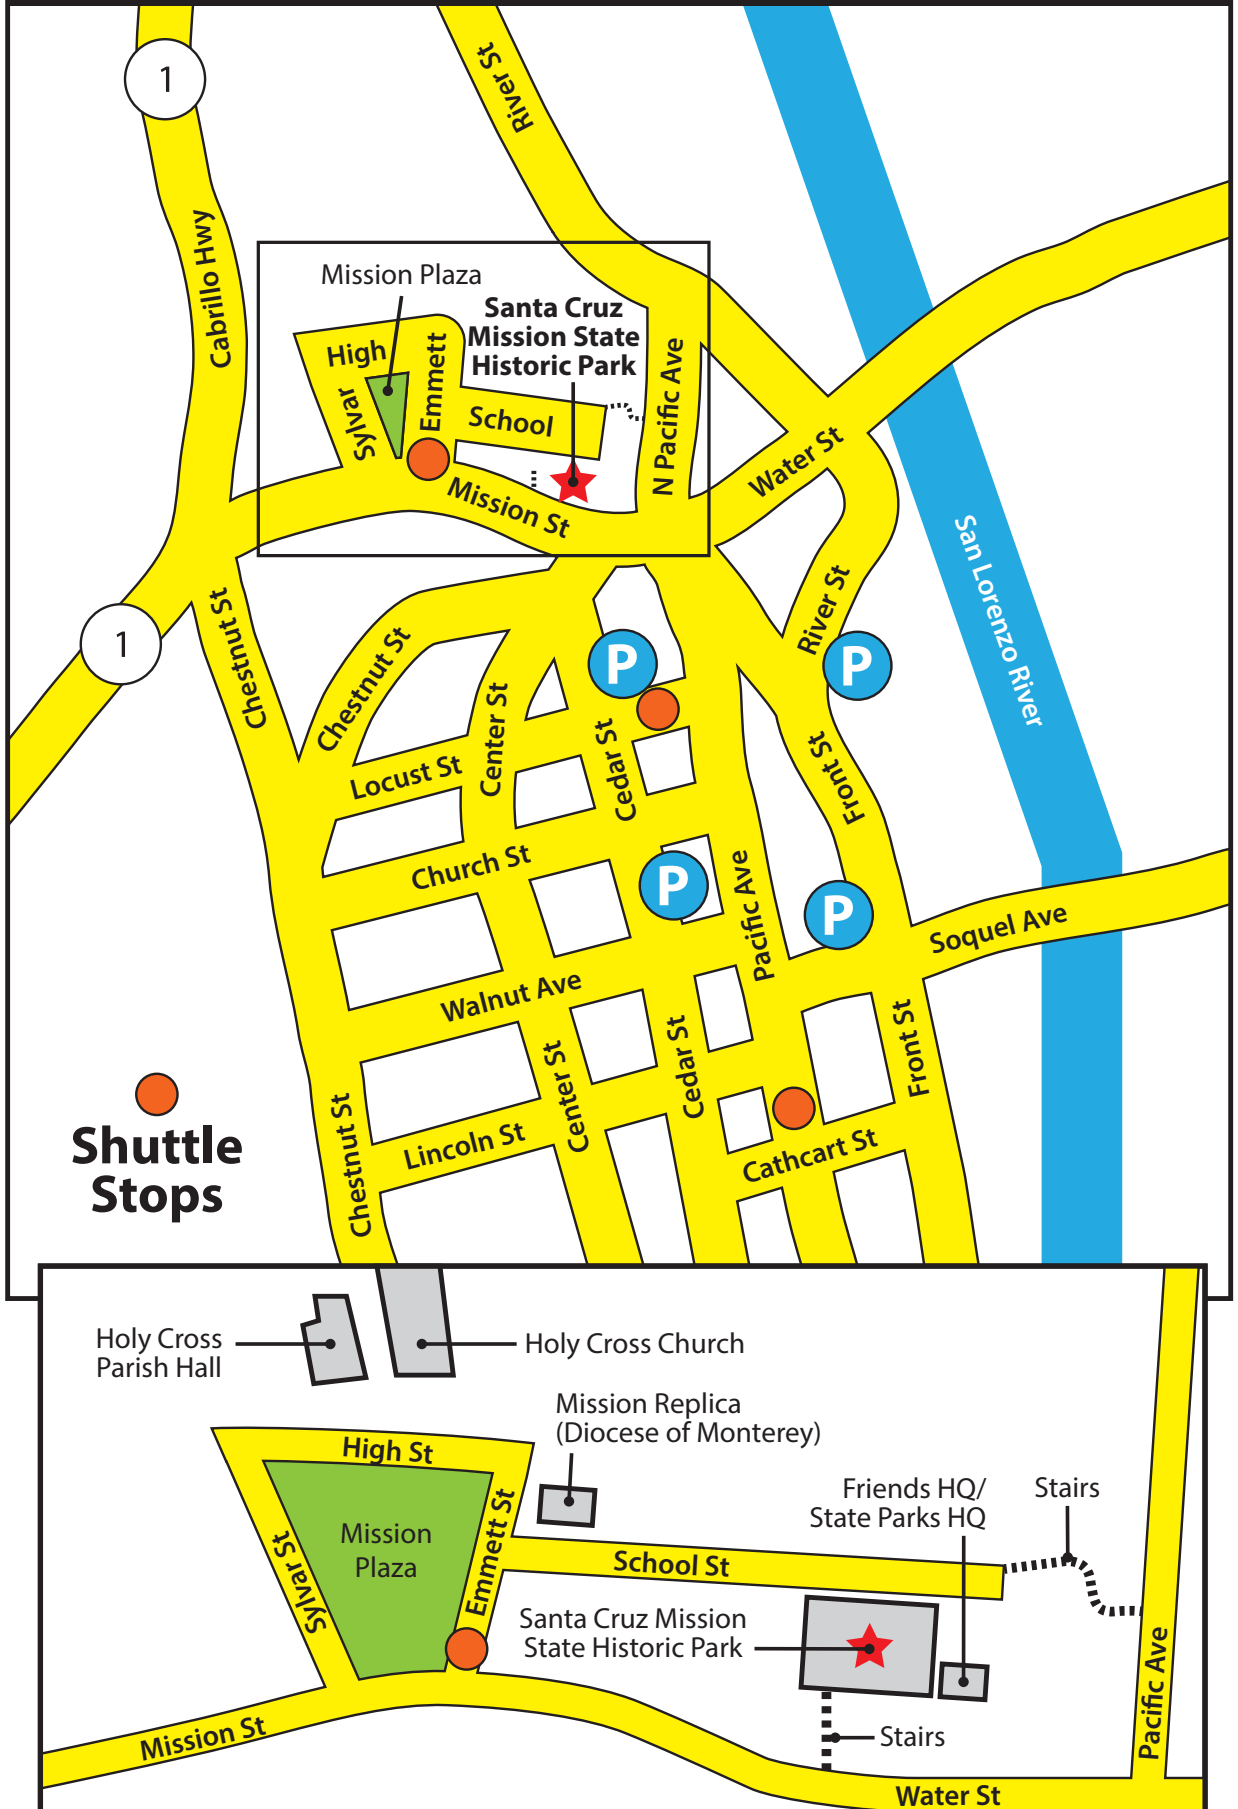 1
River St
Cabrillo Hwy
Mission Plaza
Santa Cruz
Mission State
Historic Park
High
Sylvar
Emmett
School
N Pacific Ave
Water St
Mission St
San Lorenzo River
1
Chestnut St
Chestnut St
River St
P
P
Center St
Locust St
Cedar St
Front St
Church St
P
Pacific Ave
P
Soquel Ave
Walnut Ave
Center St
Cedar St
Front St
Shuttle
Stops
Chestnut St
Lincoln St
Cathcart St
Holy Cross
Parish Hall
Holy Cross Church
Mission Replica
(Diocese of Monterey)
High St
Friends HQ/
State Parks HQ
Stairs
Mission
Plaza
Sylvar St
Emmett St
School St
Santa Cruz Mission
State Historic Park
Pacific Ave
Mission St
Stairs
Water St